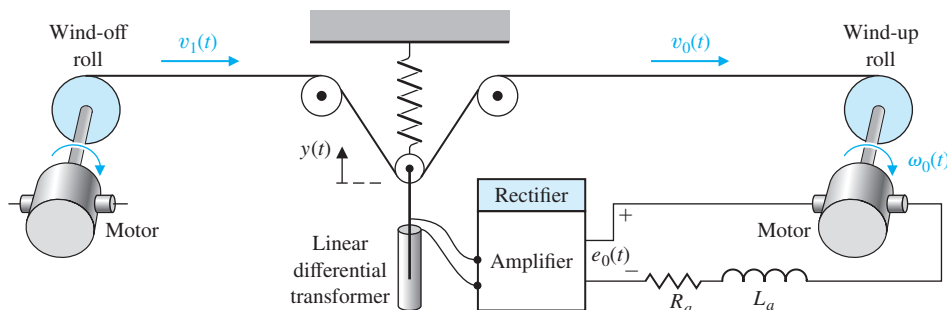 Wind-off
roll
v₁(t)
v₀(t)
Wind-up
roll
y(t)
ω₀(t)
Motor
Linear
differential
transformer
Rectifier
Amplifier
+
e₀(t)
−
Rₐ
Lₐ
Motor